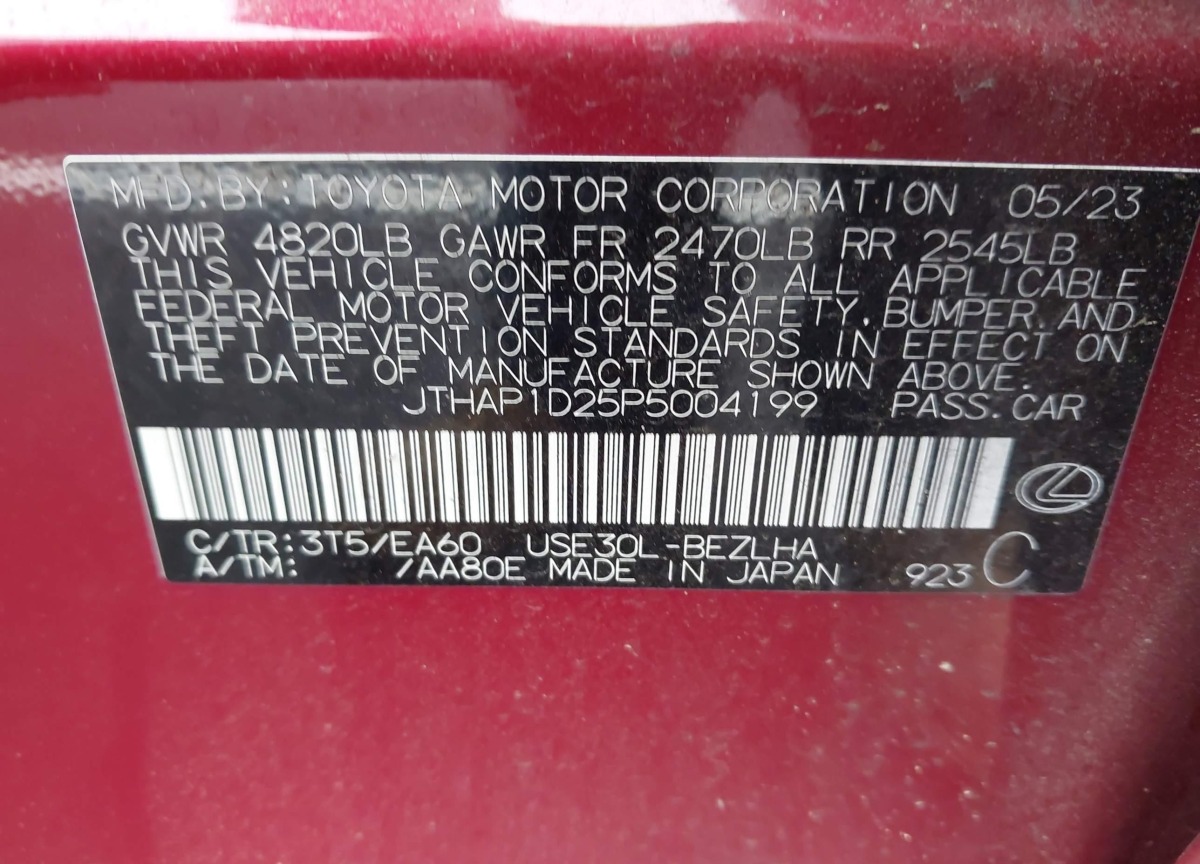 MFD. BY: TOYOTA MOTOR CORPORATION 05/23
GVWR 4820LB GAWR FR 2470LB RR 2545LB
THIS VEHICLE CONFORMS TO ALL APPLICABLE
FEDERAL MOTOR VEHICLE SAFETY, BUMPER, AND
THEFT PREVENTION STANDARDS IN EFFECT ON
THE DATE OF MANUFACTURE SHOWN ABOVE.
JTHAP1D25P5004199 PASS. CAR
C/TR: 3T5/EA60 USE30L-BEZLHA
A/TM: /AA80E MADE IN JAPAN 923 C